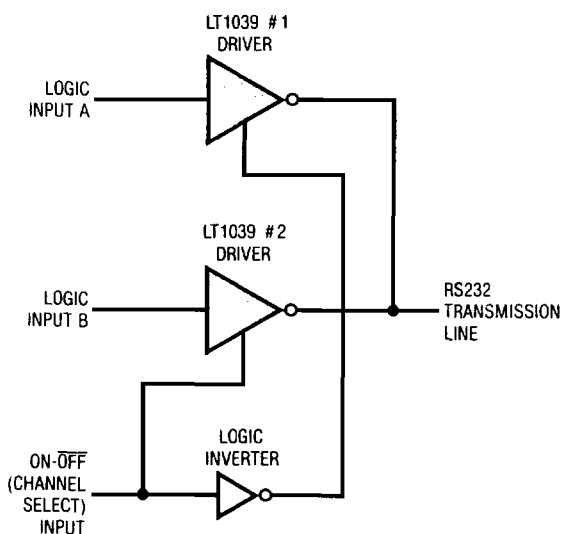 LT1039 #1
DRIVER
LOGIC
INPUT A
LT1039 #2
DRIVER
LOGIC
INPUT B
RS232
TRANSMISSION
LINE
LOGIC
INVERTER
ON-O̅F̅F̅
(CHANNEL
SELECT)
INPUT